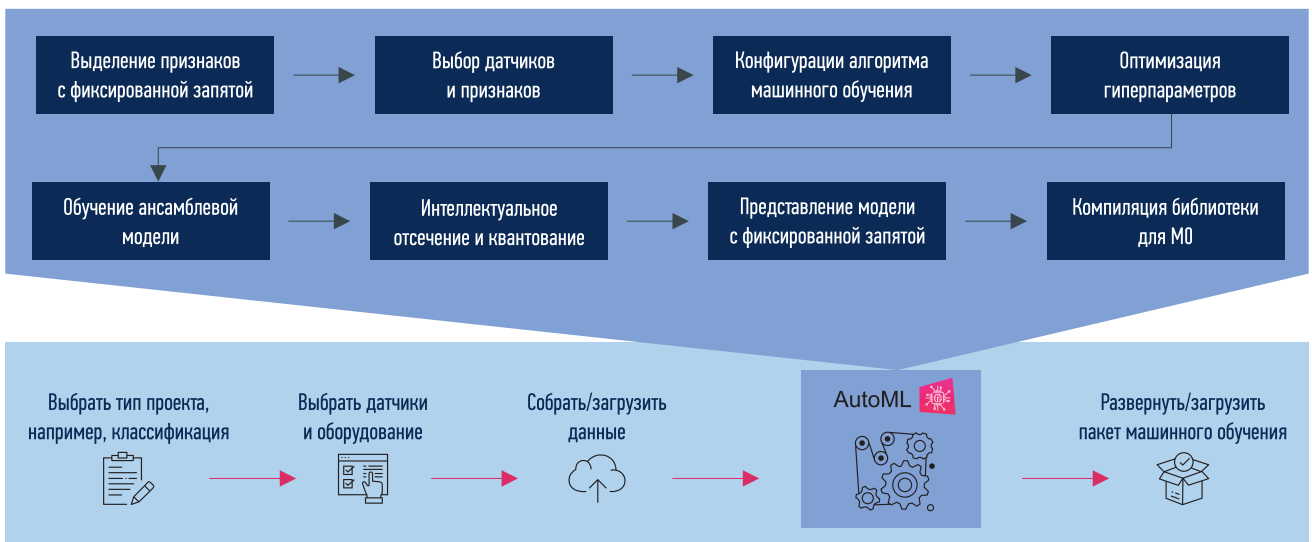 Выделение признаков
с фиксированной запятой
Выбор датчиков
и признаков
Конфигурации алгоритма
машинного обучения
Оптимизация
гиперпараметров
Обучение ансамблевой
модели
Интеллектуальное
отсечение и квантование
Представление модели
с фиксированной запятой
Компиляция библиотеки
для M0
Выбрать тип проекта,
например, классификация
Выбрать датчики
и оборудование
Собрать/загрузить
данные
AutoML
Развернуть/загрузить
пакет машинного обучения